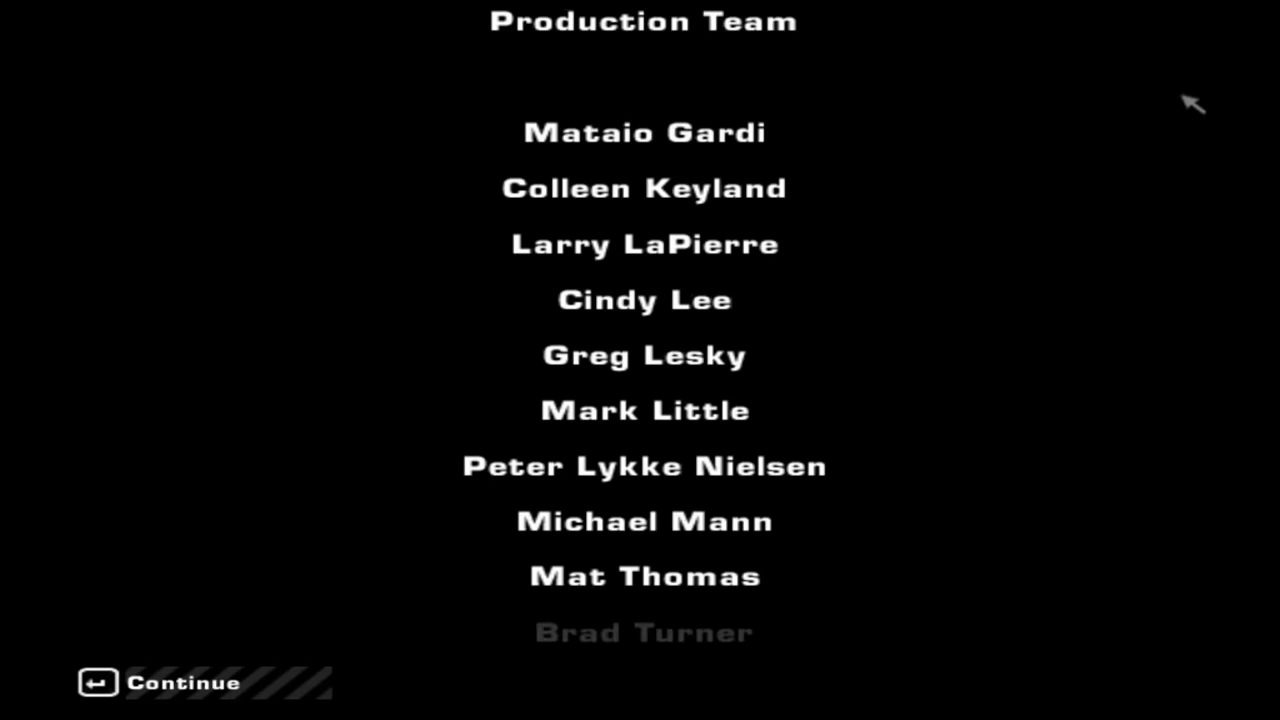 Production Team
Mataio Gardi
Colleen Keyland
Larry LaPierre
Cindy Lee
Greg Lesky
Mark Little
Peter Lykke Nielsen
Michael Mann
Mat Thomas
Brad Turner
Continue